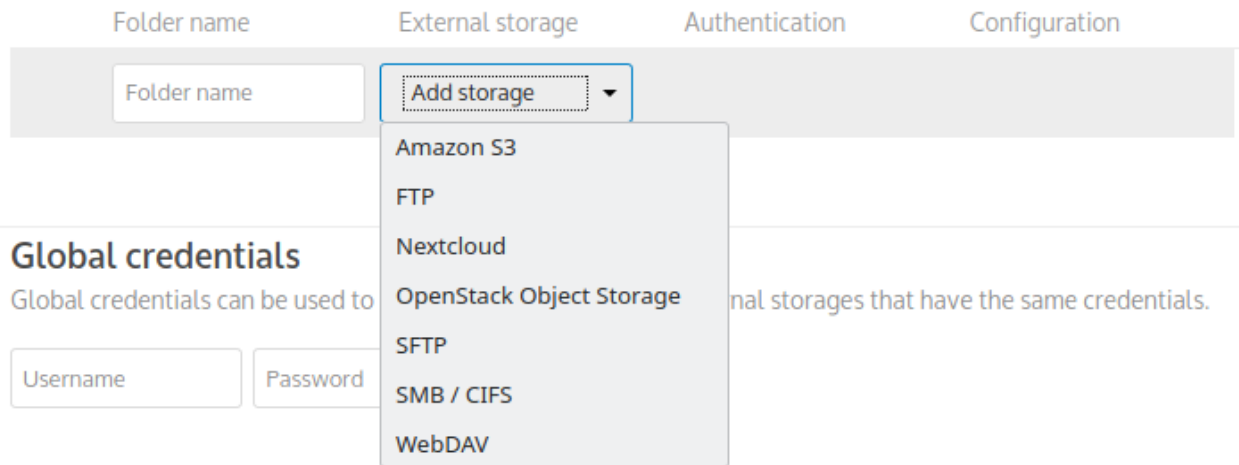 Folder name External storage Authentication Configuration
Folder name Add storage
Amazon S3
FTP
Nextcloud
OpenStack Object Storage
SFTP
SMB / CIFS
WebDAV
Global credentials
Global credentials can be used to nal storages that have the same credentials.
Username Password